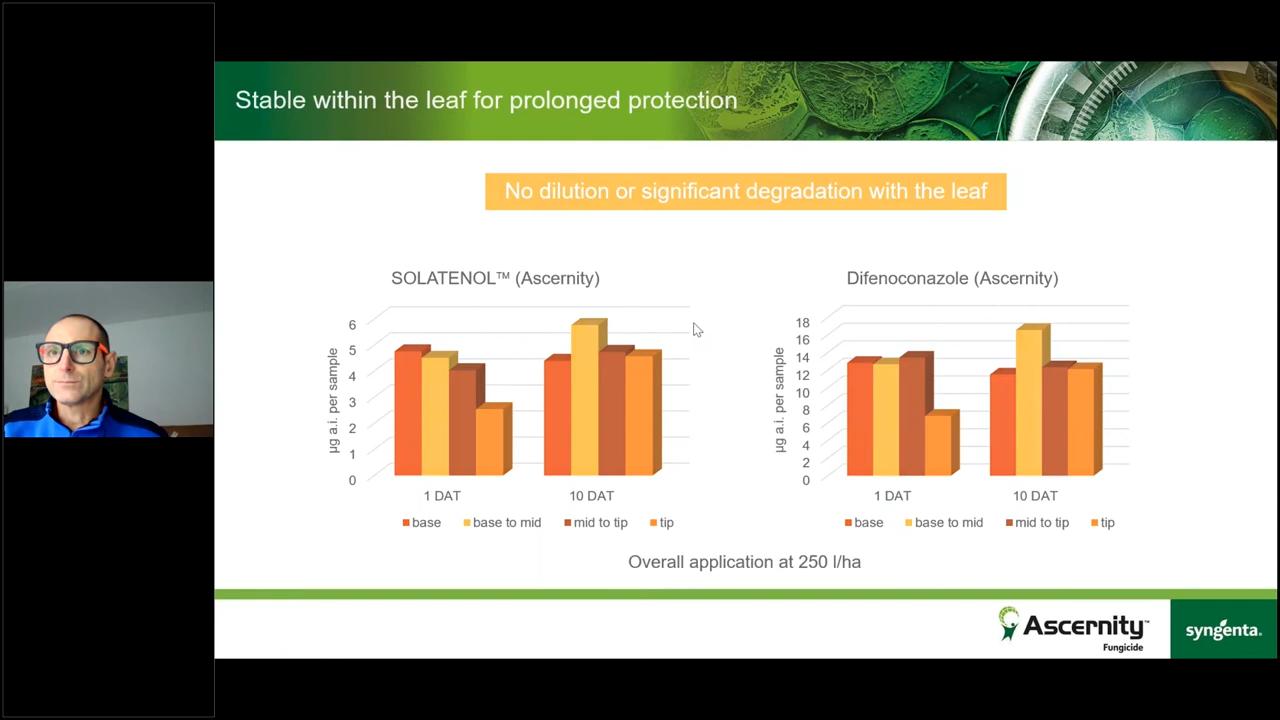 Stable within the leaf for prolonged protection
No dilution or significant degradation with the leaf
SOLATENOL™ (Ascernity)
µg a.i. per sample
6
5
4
3
2
1
0
1 DAT
10 DAT
base
base to mid
mid to tip
tip
Difenoconazole (Ascernity)
µg a.i. per sample
18
16
14
12
10
8
6
4
2
0
1 DAT
10 DAT
base
base to mid
mid to tip
tip
Overall application at 250 l/ha
Ascernity™
Fungicide
syngenta.